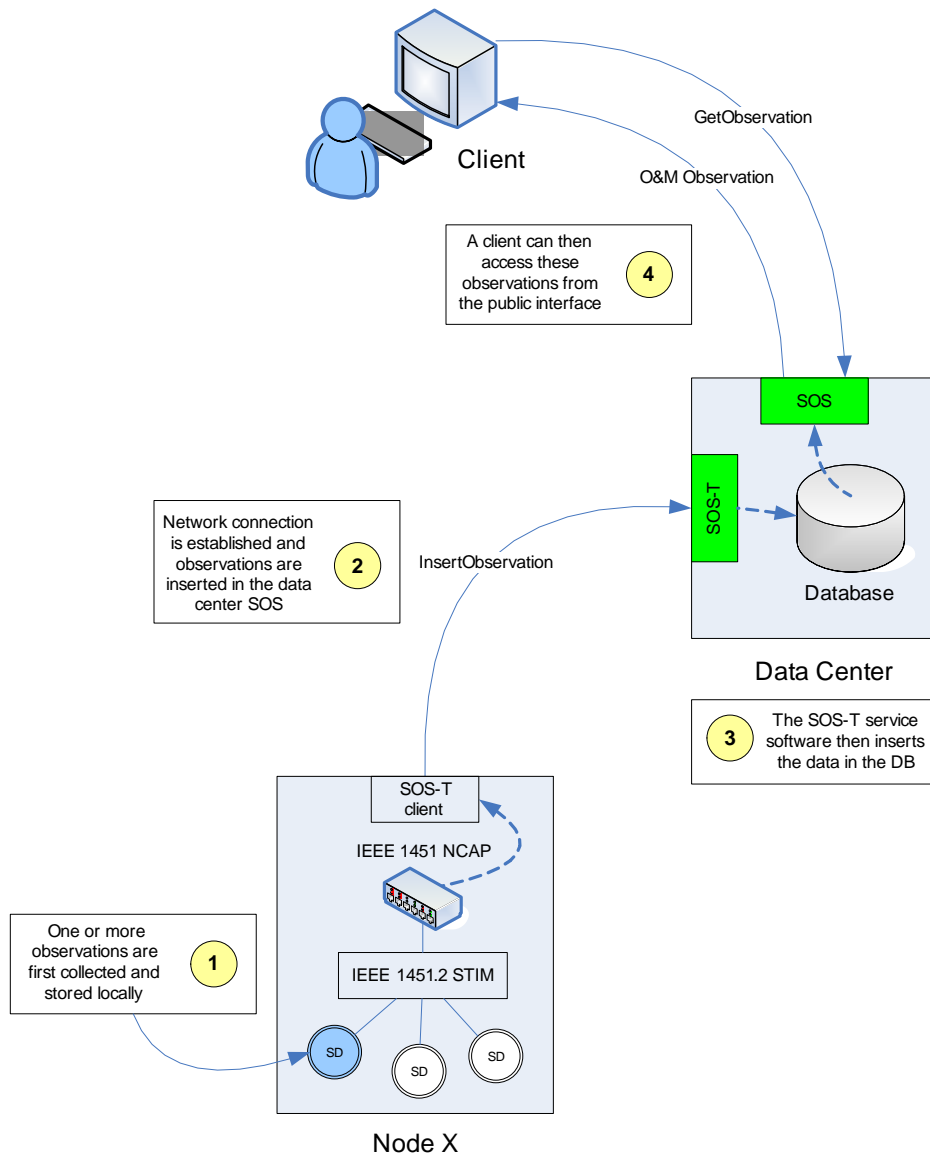 GetObservation
Client
O&M Observation
A client can then
access these
observations from
the public interface
4
SOS
SOS-T
Database
Network connection
is established and
observations are
inserted in the data
center SOS
2
InsertObservation
Data Center
3
The SOS-T service
software then inserts
the data in the DB
SOS-T
client
IEEE 1451 NCAP
One or more
observations are
first collected and
stored locally
1
IEEE 1451.2 STIM
SD
SD
SD
Node X